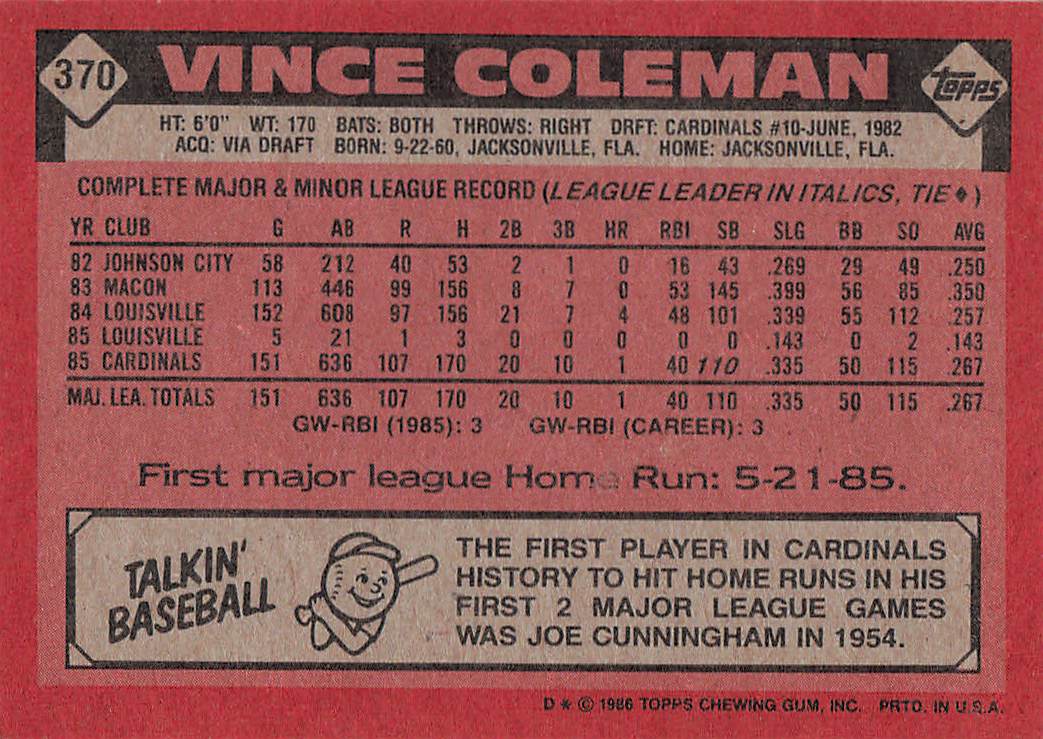 370 VINCE COLEMAN topps
HT: 6'0" WT: 170 BATS: BOTH THROWS: RIGHT DRFT: CARDINALS #10-JUNE, 1982
ACQ: VIA DRAFT BORN: 9-22-60, JACKSONVILLE, FLA. HOME: JACKSONVILLE, FLA.
COMPLETE MAJOR & MINOR LEAGUE RECORD (LEAGUE LEADER IN ITALICS, TIE ♦)
YR CLUB G AB R H 2B 3B HR RBI SB SLG BB SO AVG
82 JOHNSON CITY 58 212 40 53 2 1 0 16 43 .269 29 49 .250
83 MACON 113 446 99 156 8 7 0 53 145 .399 56 85 .350
84 LOUISVILLE 152 608 97 156 21 7 4 48 101 .339 55 112 .257
85 LOUISVILLE 5 21 1 3 0 0 0 0 0 .143 0 2 .143
85 CARDINALS 151 636 107 170 20 10 1 40 110 .335 50 115 .267
MAJ. LEA. TOTALS 151 636 107 170 20 10 1 40 110 .335 50 115 .267
GW-RBI (1985): 3 GW-RBI (CAREER): 3
First major league Home Run: 5-21-85.
TALKIN'
BASEBALL
THE FIRST PLAYER IN CARDINALS
HISTORY TO HIT HOME RUNS IN HIS
FIRST 2 MAJOR LEAGUE GAMES
WAS JOE CUNNINGHAM IN 1954.
D * © 1986 TOPPS CHEWING GUM, INC. PRTD. IN U.S.A.